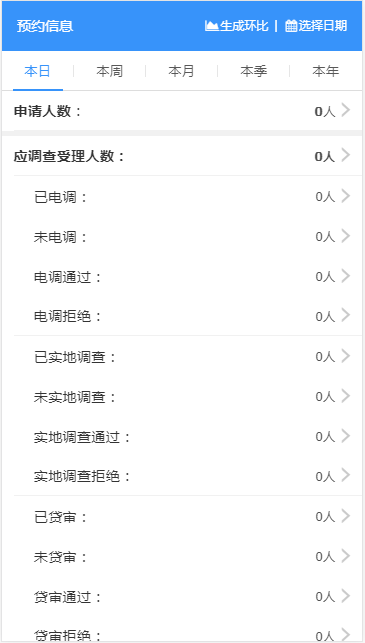 预约信息 生成环比 | 选择日期
本日 本周 本月 本季 本年
申请人数： 0人
应调查受理人数： 0人
已电调： 0人
未电调： 0人
电调通过： 0人
电调拒绝： 0人
已实地调查： 0人
未实地调查： 0人
实地调查通过： 0人
实地调查拒绝： 0人
已贷审： 0人
未贷审： 0人
贷审通过： 0人
贷审拒绝： 0人